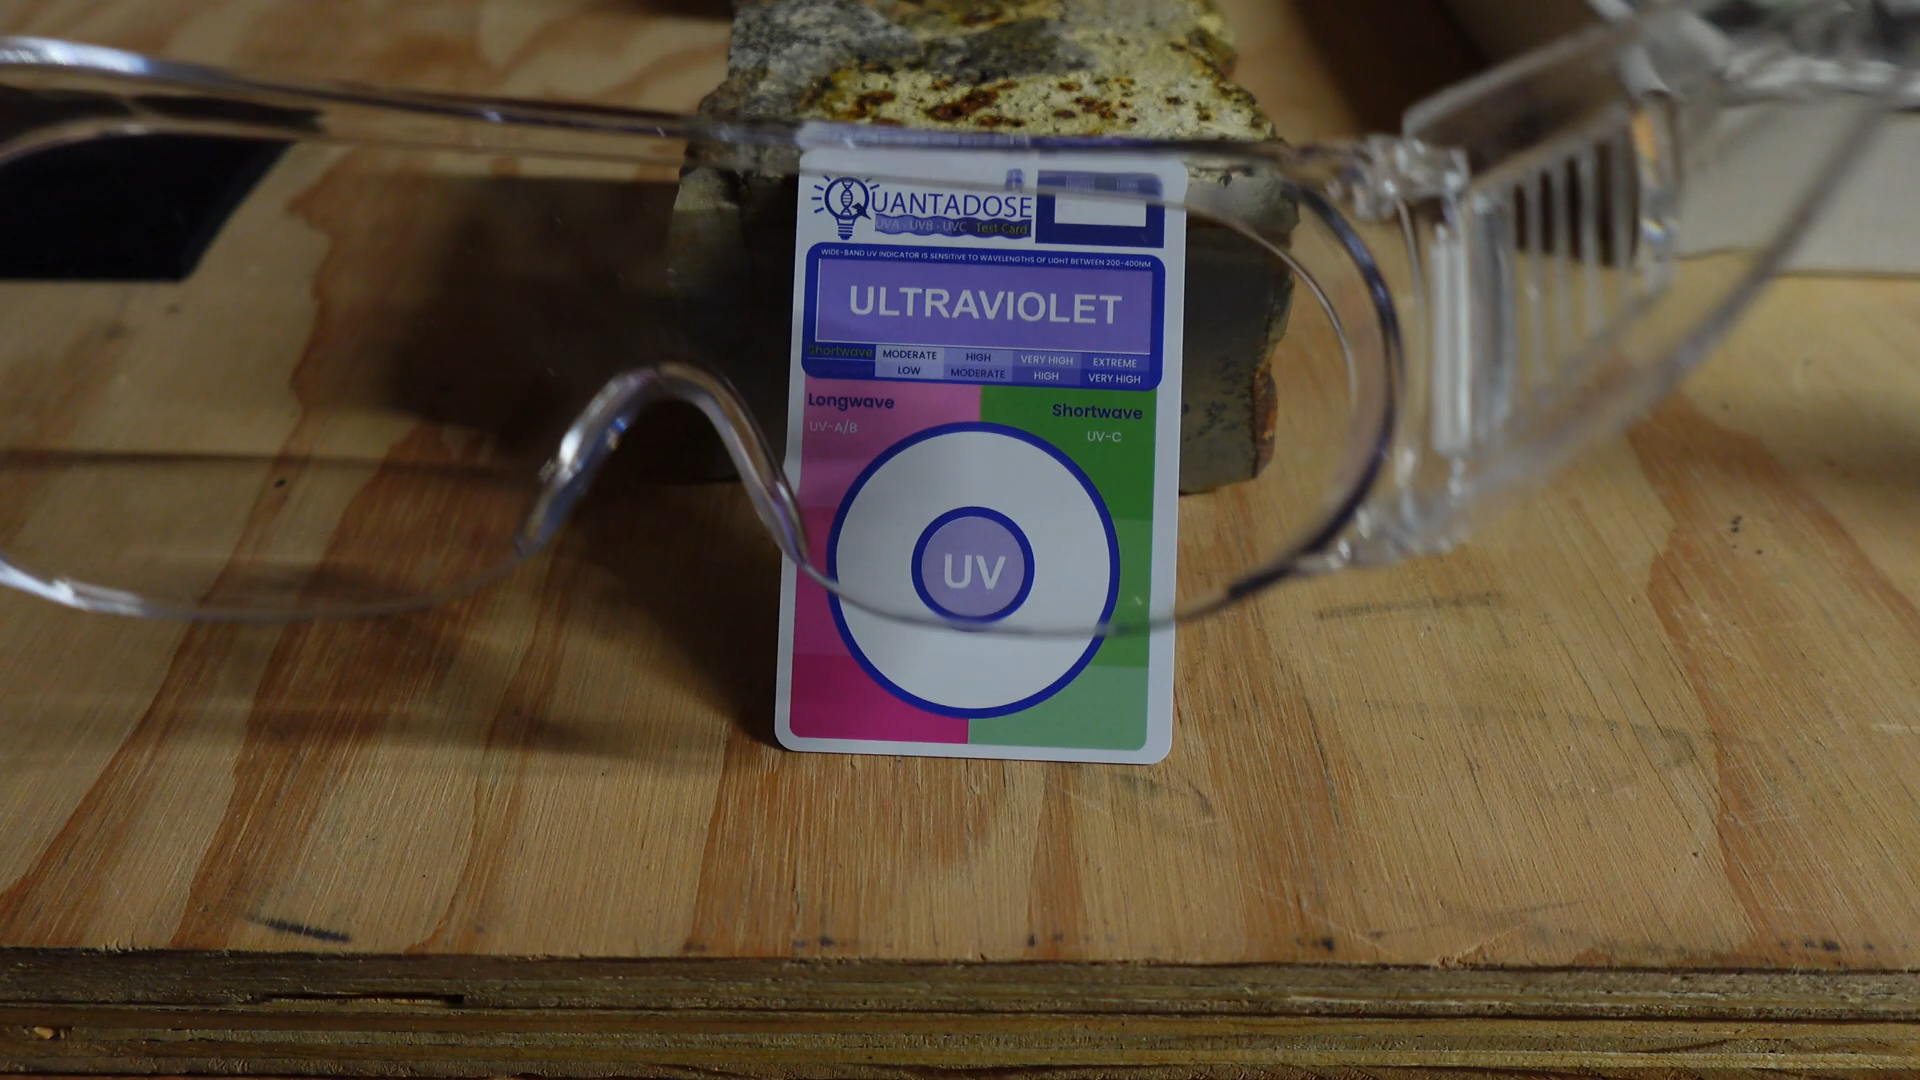 QUANTADOSE
UVA - UVB - UVC Test Card
WIDE-BAND UV INDICATOR IS SENSITIVE TO WAVELENGTHS OF LIGHT BETWEEN 200-400NM
ULTRAVIOLET
Shortwave MODERATE HIGH VERY HIGH EXTREME
LOW MODERATE HIGH VERY HIGH
Longwave Shortwave
UV-A/B UV-C
UV